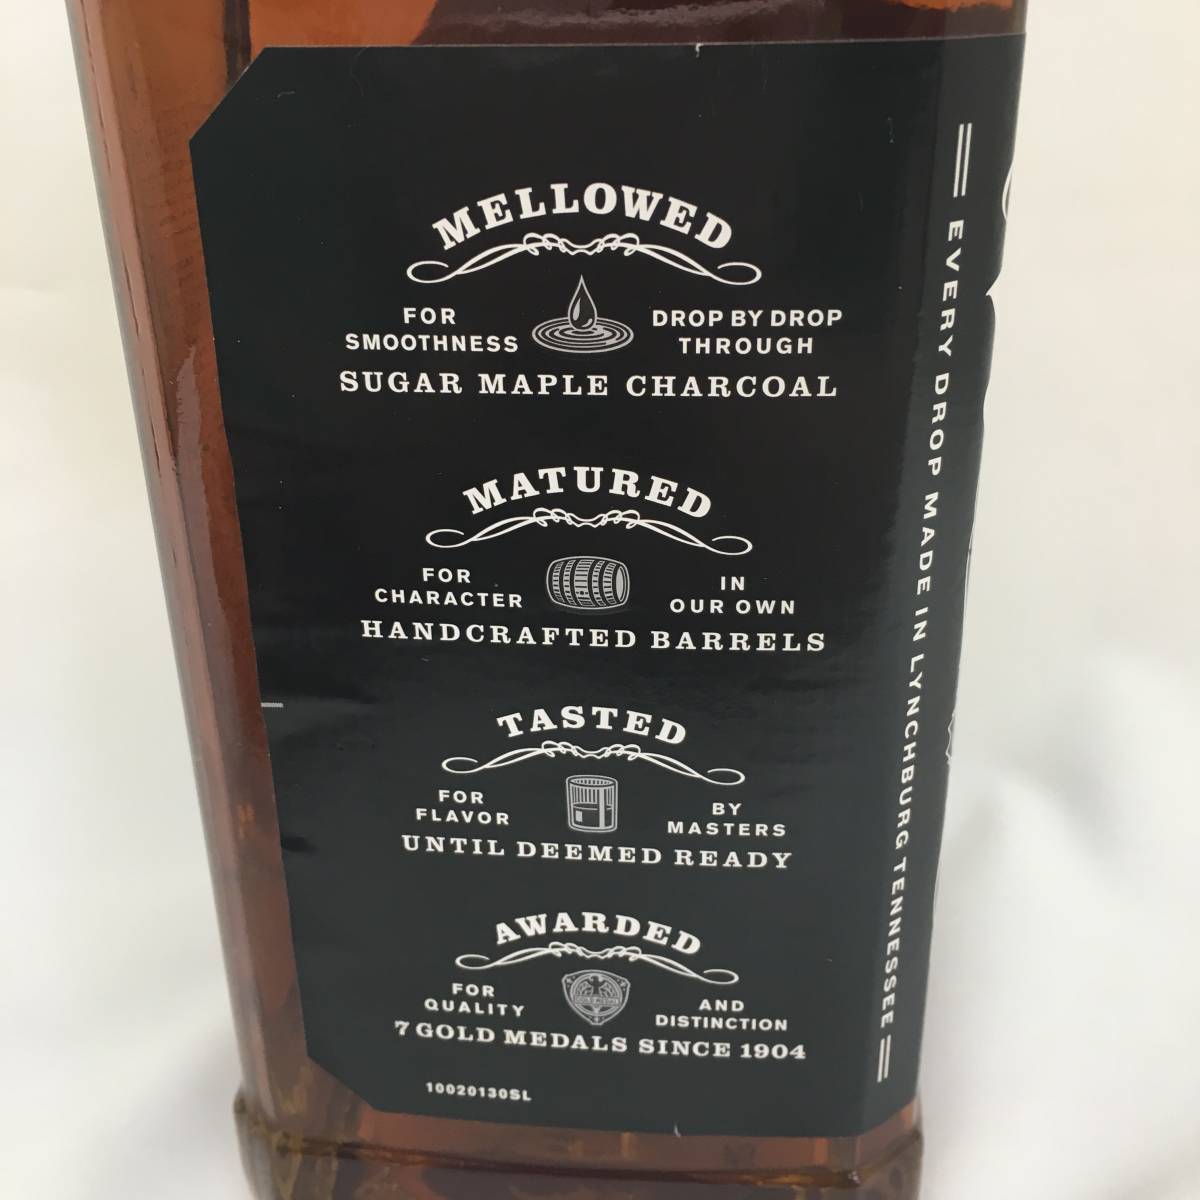 MELLOWED
FOR SMOOTHNESS
DROP BY DROP THROUGH
SUGAR MAPLE CHARCOAL
MATURED
FOR CHARACTER
IN OUR OWN
HANDCRAFTED BARRELS
TASTED
FOR FLAVOR
BY MASTERS
UNTIL DEEMED READY
AWARDED
FOR QUALITY
GOLD MEDAL
AND DISTINCTION
7 GOLD MEDALS SINCE 1904
10020130SL
EVERY DROP MADE IN LYNCHBURG TENNESSEE